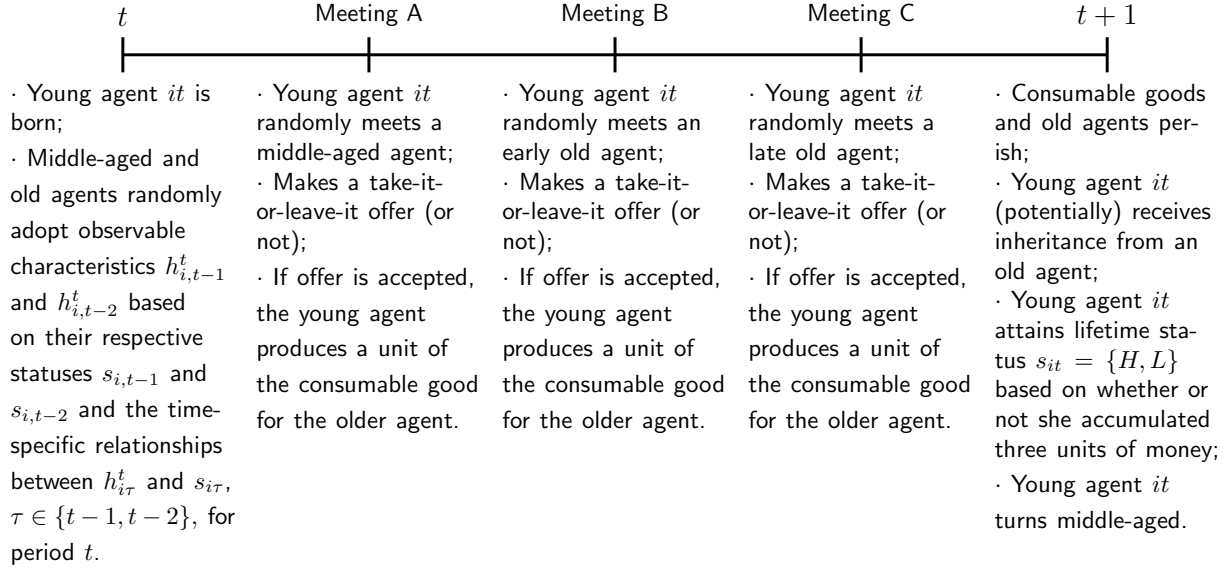 t
Meeting A
Meeting B
Meeting C
t + 1
· Young agent it is
born;
· Middle-aged and
old agents randomly
adopt observable
characteristics h^t_{i,t−1}
and h^t_{i,t−2} based
on their respective
statuses s_{i,t−1} and
s_{i,t−2} and the time-
specific relationships
between h^t_{iτ} and s_{iτ},
τ ∈ {t − 1, t − 2}, for
period t.
· Young agent it
randomly meets a
middle-aged agent;
· Makes a take-it-
or-leave-it offer (or
not);
· If offer is accepted,
the young agent
produces a unit of
the consumable good
for the older agent.
· Young agent it
randomly meets an
early old agent;
· Makes a take-it-
or-leave-it offer (or
not);
· If offer is accepted,
the young agent
produces a unit of
the consumable good
for the older agent.
· Young agent it
randomly meets a
late old agent;
· Makes a take-it-
or-leave-it offer (or
not);
· If offer is accepted,
the young agent
produces a unit of
the consumable good
for the older agent.
· Consumable goods
and old agents per-
ish;
· Young agent it
(potentially) receives
inheritance from an
old agent;
· Young agent it
attains lifetime sta-
tus s_{it} = {H, L}
based on whether or
not she accumulated
three units of money;
· Young agent it
turns middle-aged.